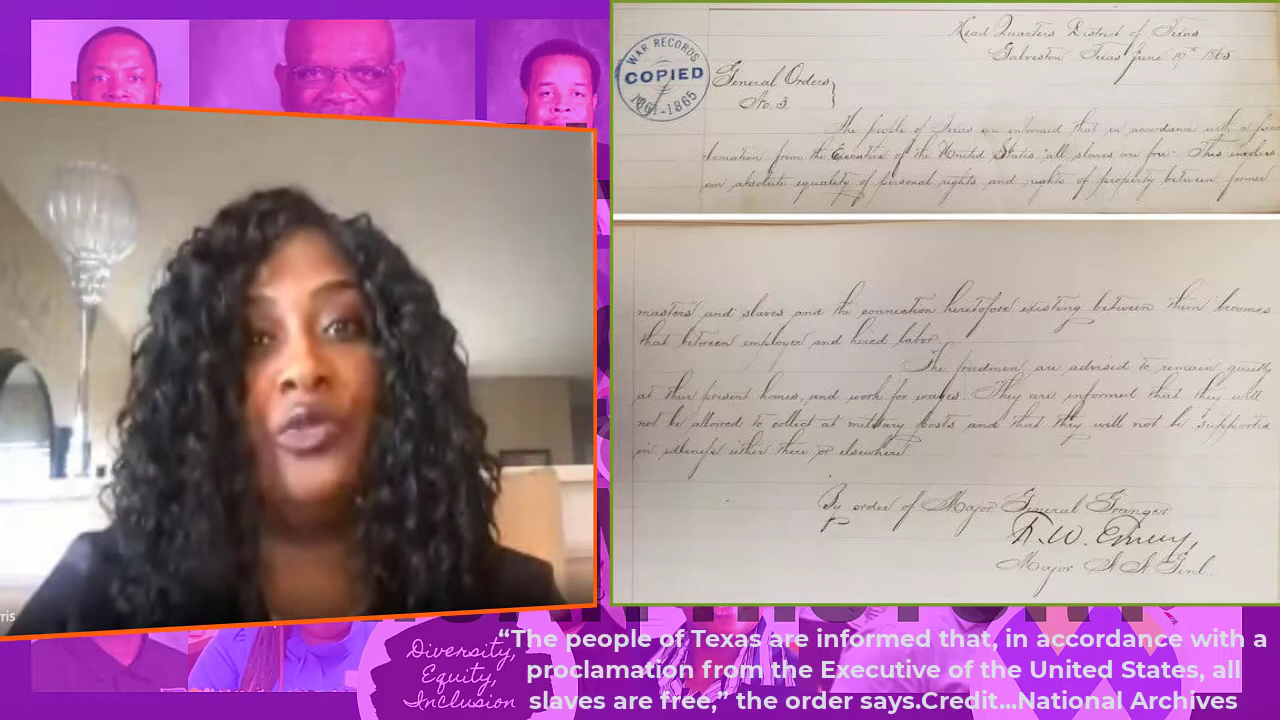 WAR RECORDS
COPIED
1861-1865
Head Quarters District of Texas
Galveston Texas June 19th 1865
General Orders
No. 3
The people of Texas are informed that in accordance with a proc
lamation from the Executive of the United States "all slaves are free." This involves
an absolute equality of personal rights and rights of property between former
masters and slaves and the connection heretofore existing between them becomes
that between employer and hired labor.
The freedmen are advised to remain quietly
at their present homes, and work for wages. They are informed that they will
not be allowed to collect at military posts and that they will not be supported
in idleness either there or elsewhere.
By order of Major General Granger
F. W. Emery,
Major A A Genl.
rris
Diversity,
Equity,
Inclusion
“The people of Texas are informed that, in accordance with a
proclamation from the Executive of the United States, all
slaves are free,” the order says.Credit...National Archives